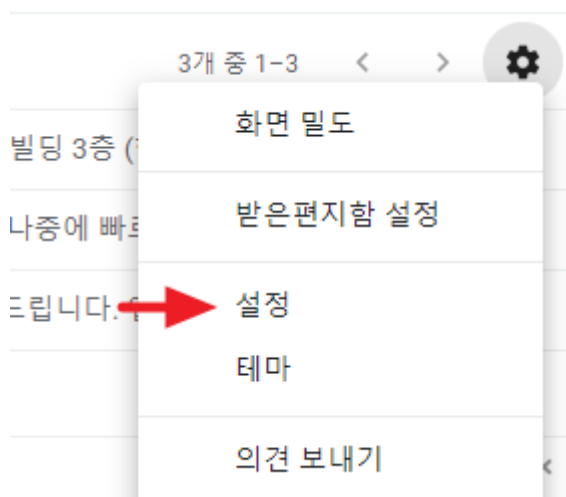 3개 중 1–3
화면 밀도
빌딩 3층 (
받은편지함 설정
나중에 빠르
드립니다.
설정
테마
의견 보내기